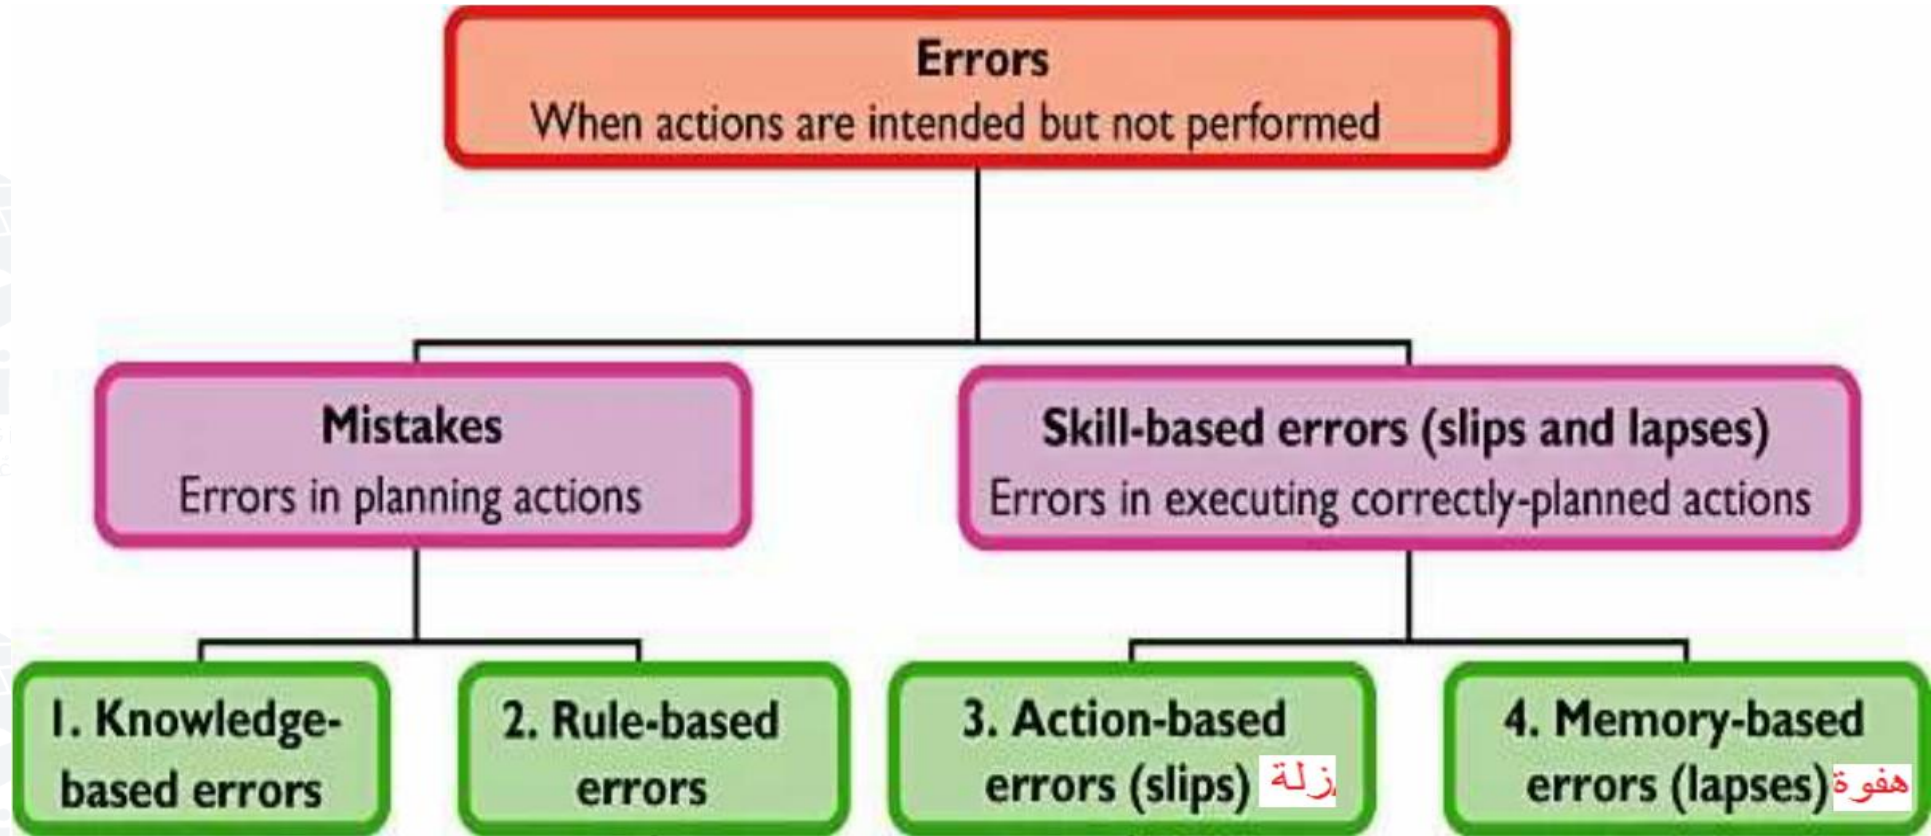 Errors
When actions are intended but not performed
Mistakes
Errors in planning actions
Skill-based errors (slips and lapses)
Errors in executing correctly-planned actions
1. Knowledge-
based errors
2. Rule-based
errors
3. Action-based
errors (slips) زلة
4. Memory-based
errors (lapses) هفوة